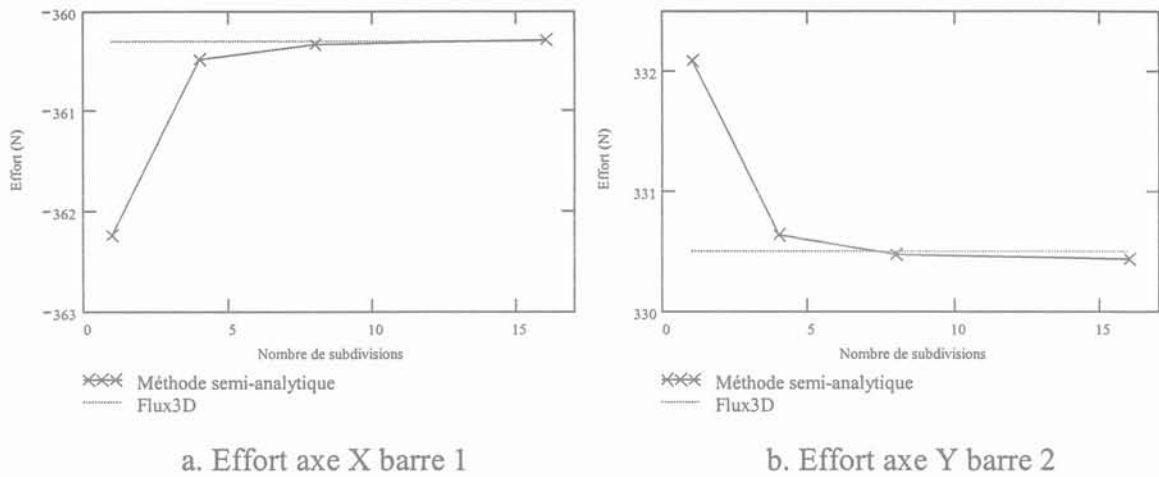 -360
-361
-362
-363
Effort (N)
0
5
10
15
Nombre de subdivisions
Méthode semi-analytique
Flux3D
a. Effort axe X barre 1
332
331
330
Effort (N)
0
5
10
15
Nombre de subdivisions
Méthode semi-analytique
Flux3D
b. Effort axe Y barre 2